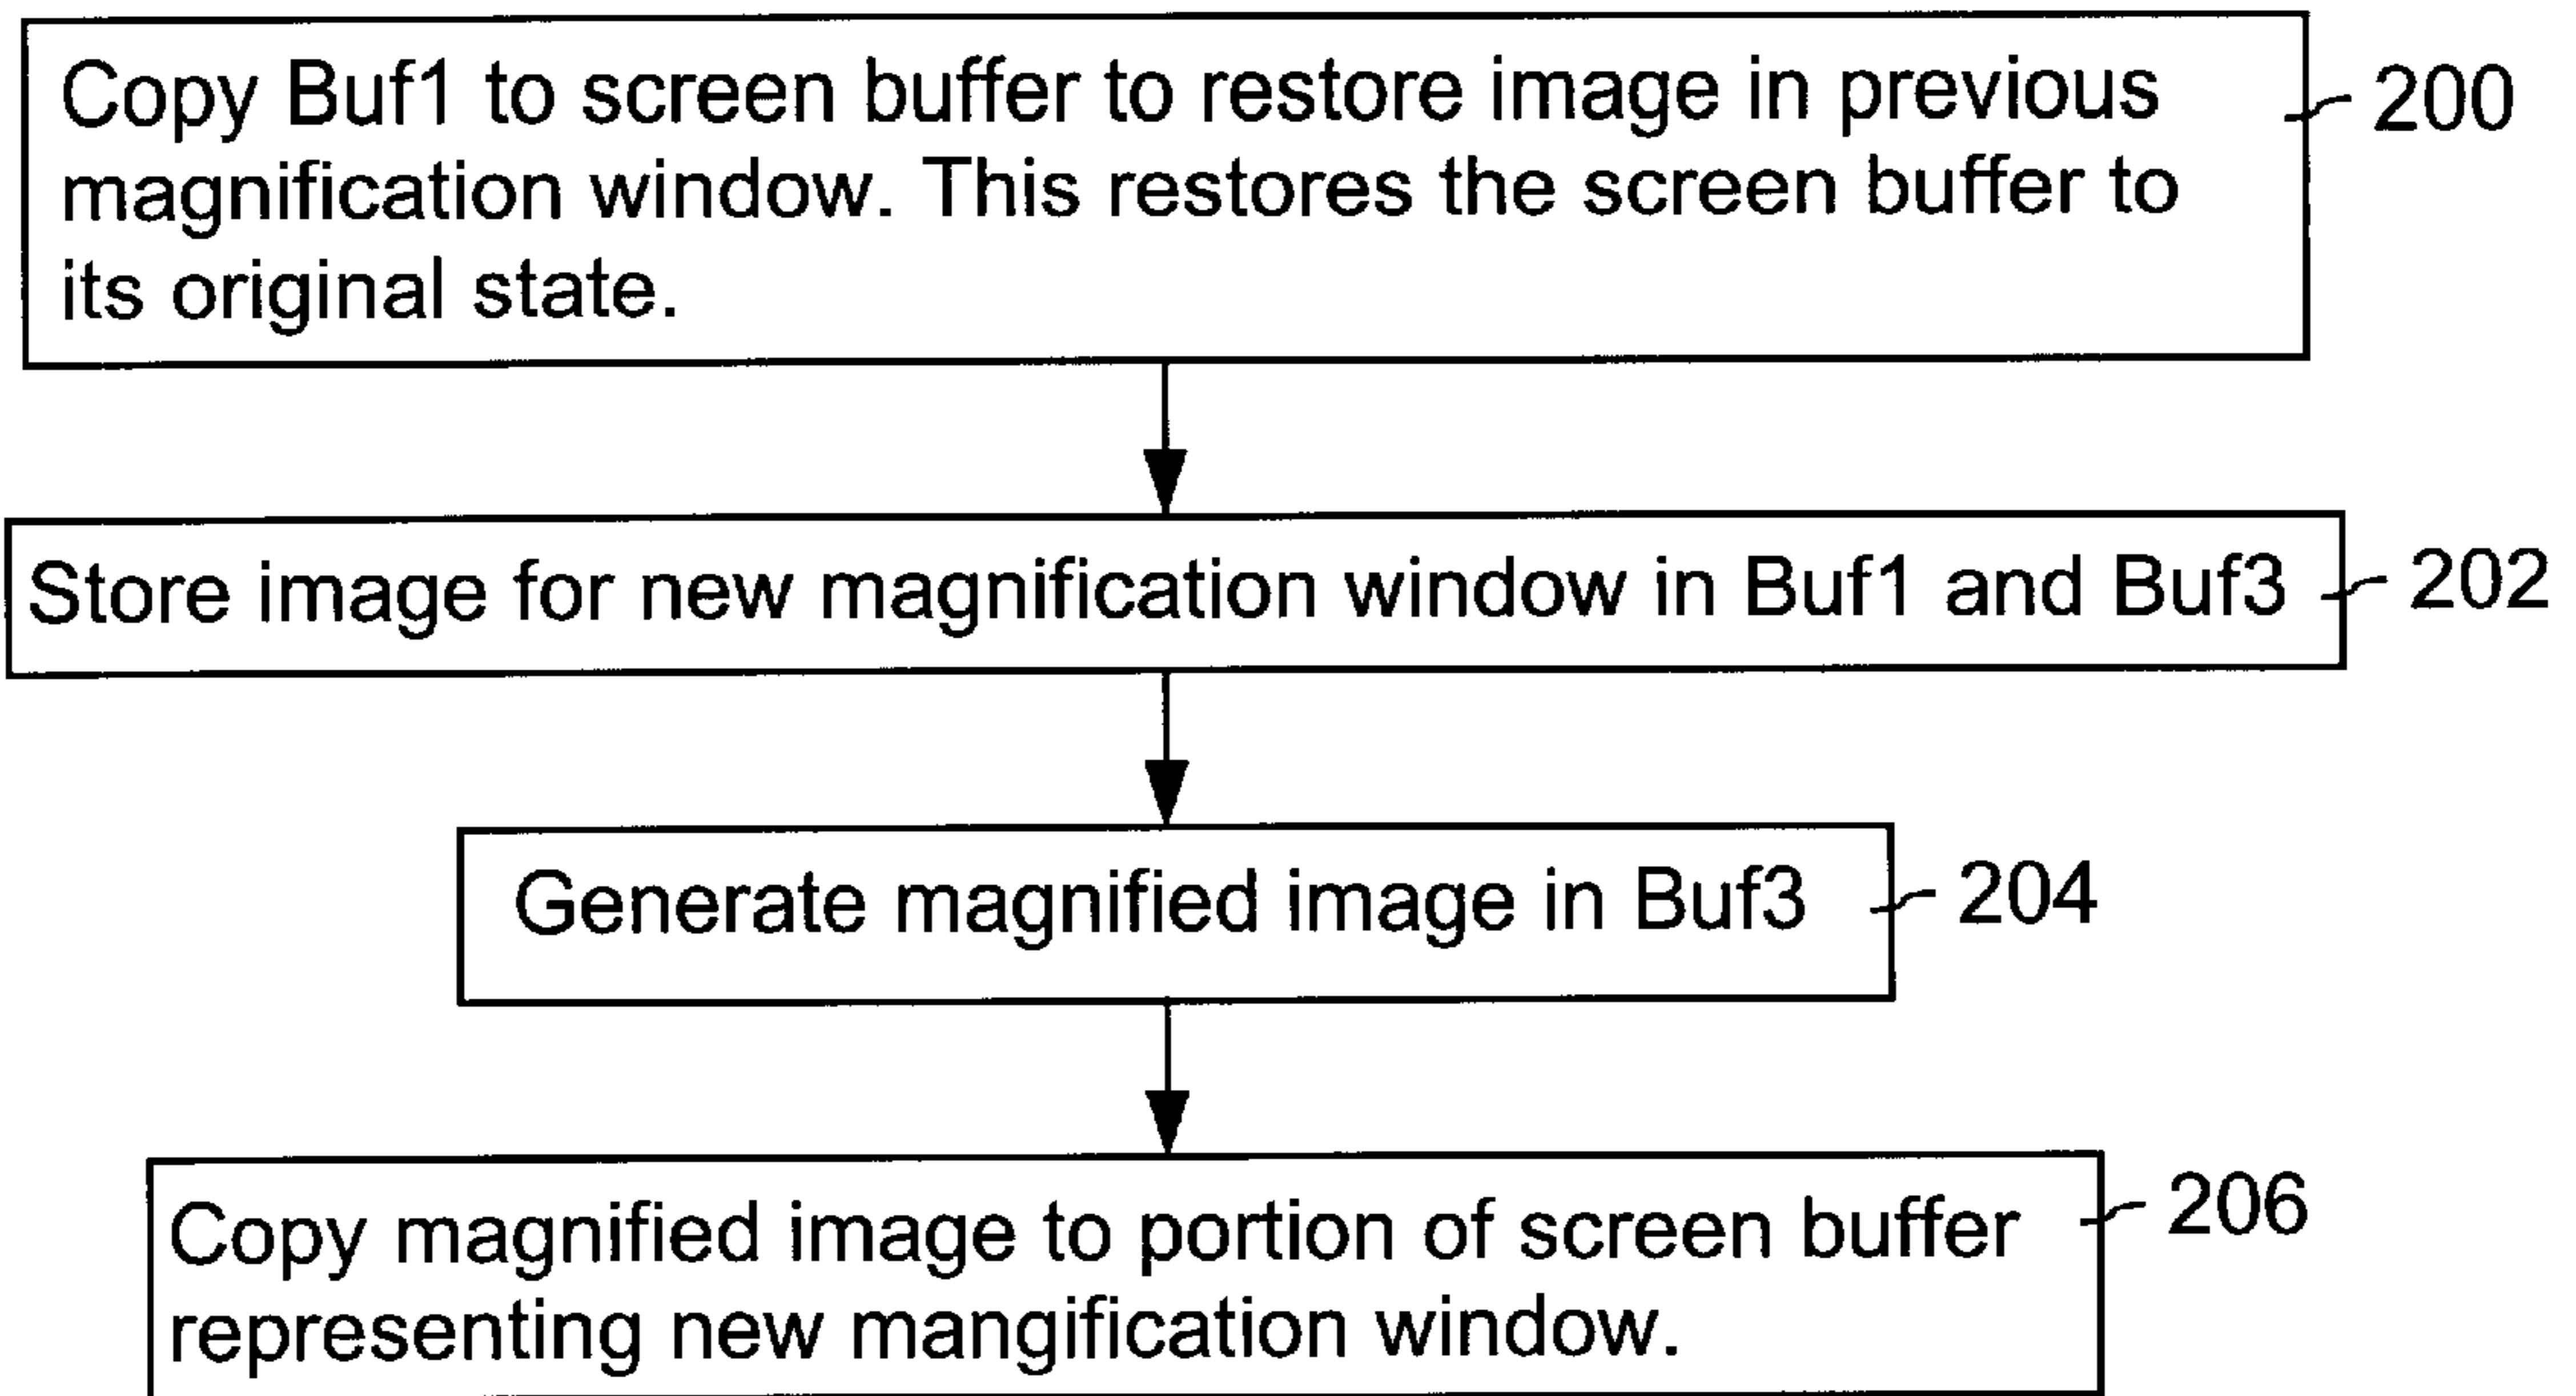 Copy Buf1 to screen buffer to restore image in previous
magnification window. This restores the screen buffer to
its original state.
200
Store image for new magnification window in Buf1 and Buf3
202
Generate magnified image in Buf3
204
Copy magnified image to portion of screen buffer
representing new mangification window.
206